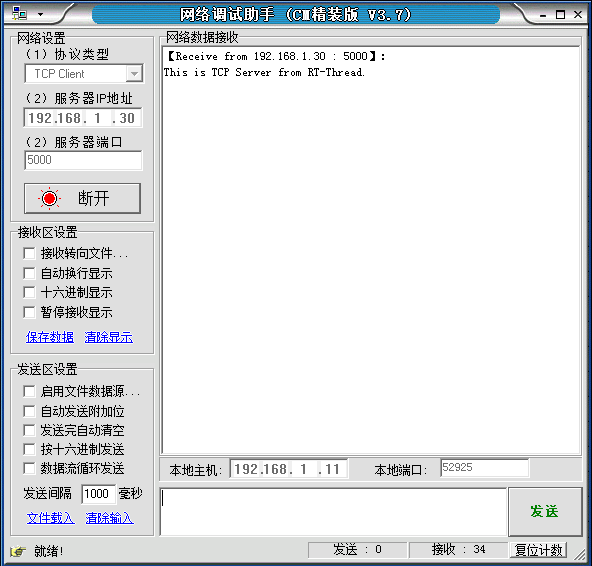 网络调试助手 (CM精装版 V3.7)
网络设置
(1) 协议类型
TCP Client
(2) 服务器IP地址
192.168. 1 .30
(2) 服务器端口
5000
断开
接收区设置
接收转向文件...
自动换行显示
十六进制显示
暂停接收显示
保存数据 清除显示
发送区设置
启用文件数据源...
自动发送附加位
发送完自动清空
按十六进制发送
数据流循环发送
发送间隔 1000 毫秒
文件载入 清除输入
网络数据接收
【Receive from 192.168.1.30 : 5000】:
This is TCP Server from RT-Thread.
本地主机: 192.168. 1 .11 本地端口: 52925
发送
就绪! 发送 : 0 接收 : 34 复位计数